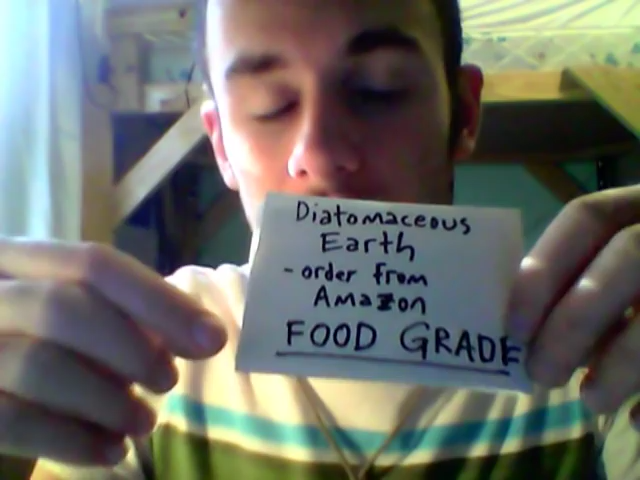 Diatomaceous
Earth
- order from
Amazon
FOOD GRADE